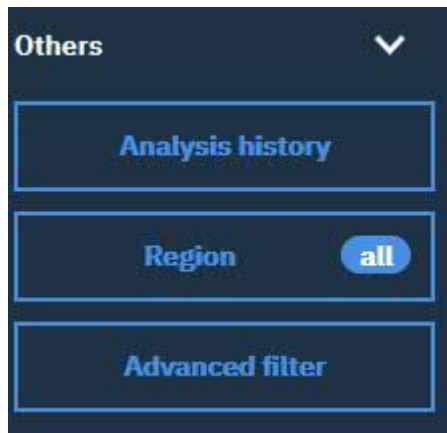 Others
Analysis history
Region all
Advanced filter